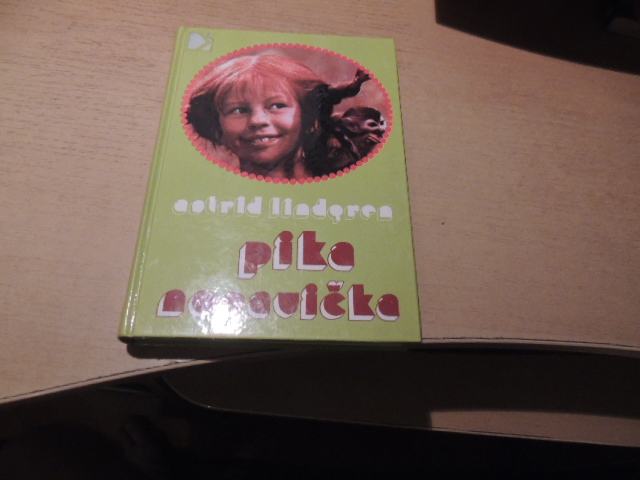 astrid lindgren
pika
nogavička